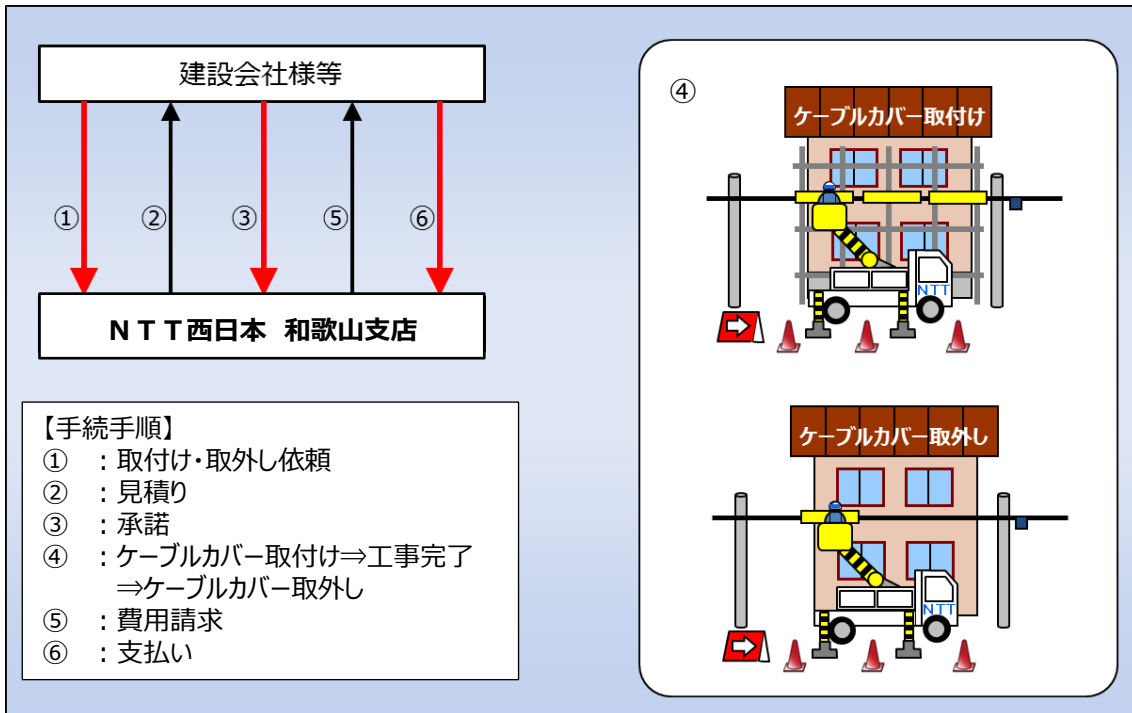 建設会社様等
① ② ③ ⑤ ⑥
ＮＴＴ西日本 和歌山支店
【手続手順】
① ：取付け・取外し依頼
② ：見積り
③ ：承諾
④ ：ケーブルカバー取付け⇒工事完了
⇒ケーブルカバー取外し
⑤ ：費用請求
⑥ ：支払い
④
ケーブルカバー取付け
NTT
ケーブルカバー取外し
NTT